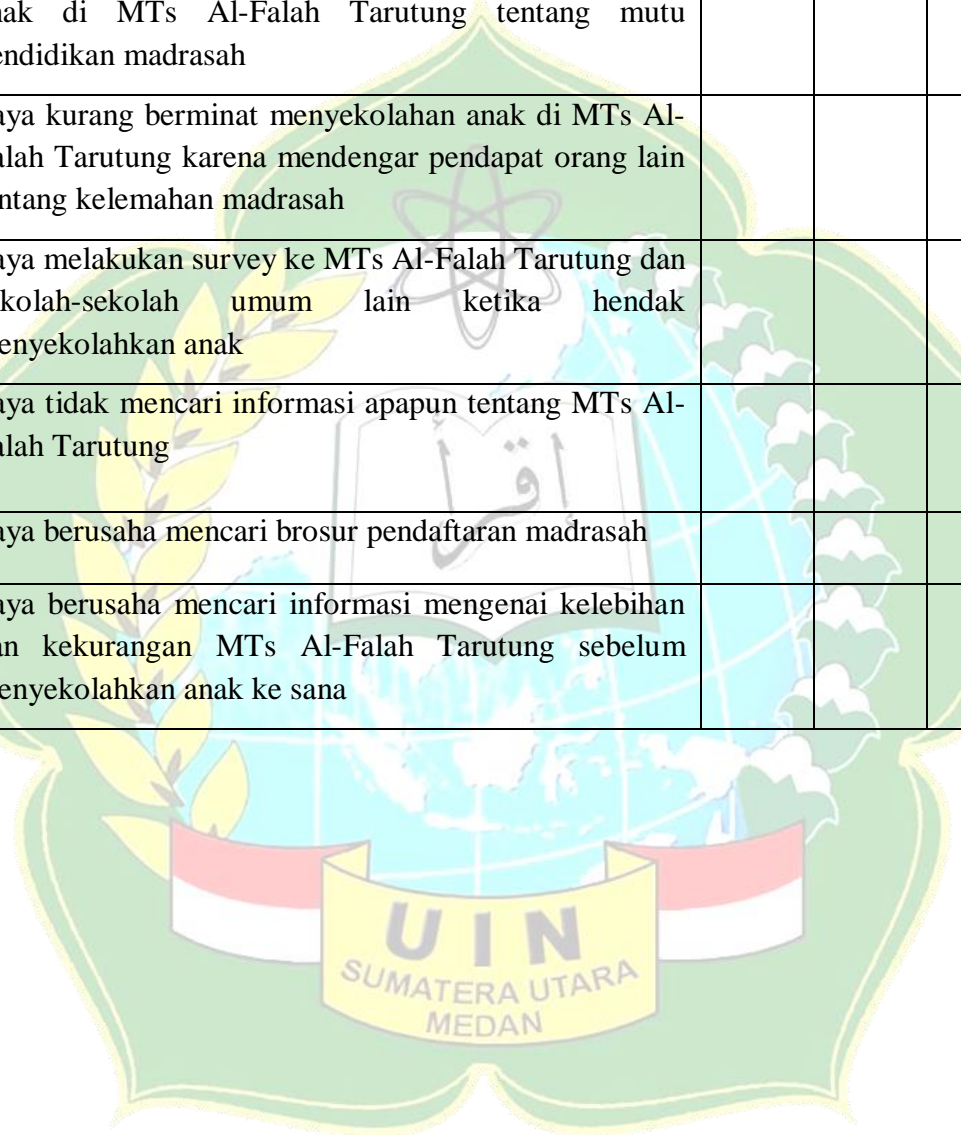 nak di MTs Al-Falah Tarutung tentang mutu
endidikan madrasah
aya kurang berminat menyekolahan anak di MTs Al-
alah Tarutung karena mendengar pendapat orang lain
ntang kelemahan madrasah
aya melakukan survey ke MTs Al-Falah Tarutung dan
kolah-sekolah umum lain ketika hendak
enyekolahkan anak
aya tidak mencari informasi apapun tentang MTs Al-
alah Tarutung
اقرأ
aya berusaha mencari brosur pendaftaran madrasah
aya berusaha mencari informasi mengenai kelebihan
an kekurangan MTs Al-Falah Tarutung sebelum
enyekolahkan anak ke sana
UIN
SUMATERA UTARA
MEDAN